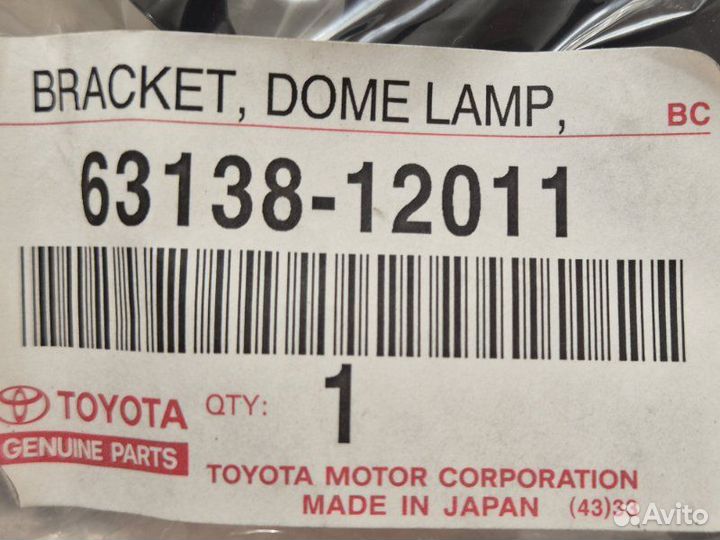 BRACKET, DOME LAMP,
BC
63138-12011
TOYOTA
GENUINE PARTS
QTY: 1
TOYOTA MOTOR CORPORATION
MADE IN JAPAN (43)30
Avito